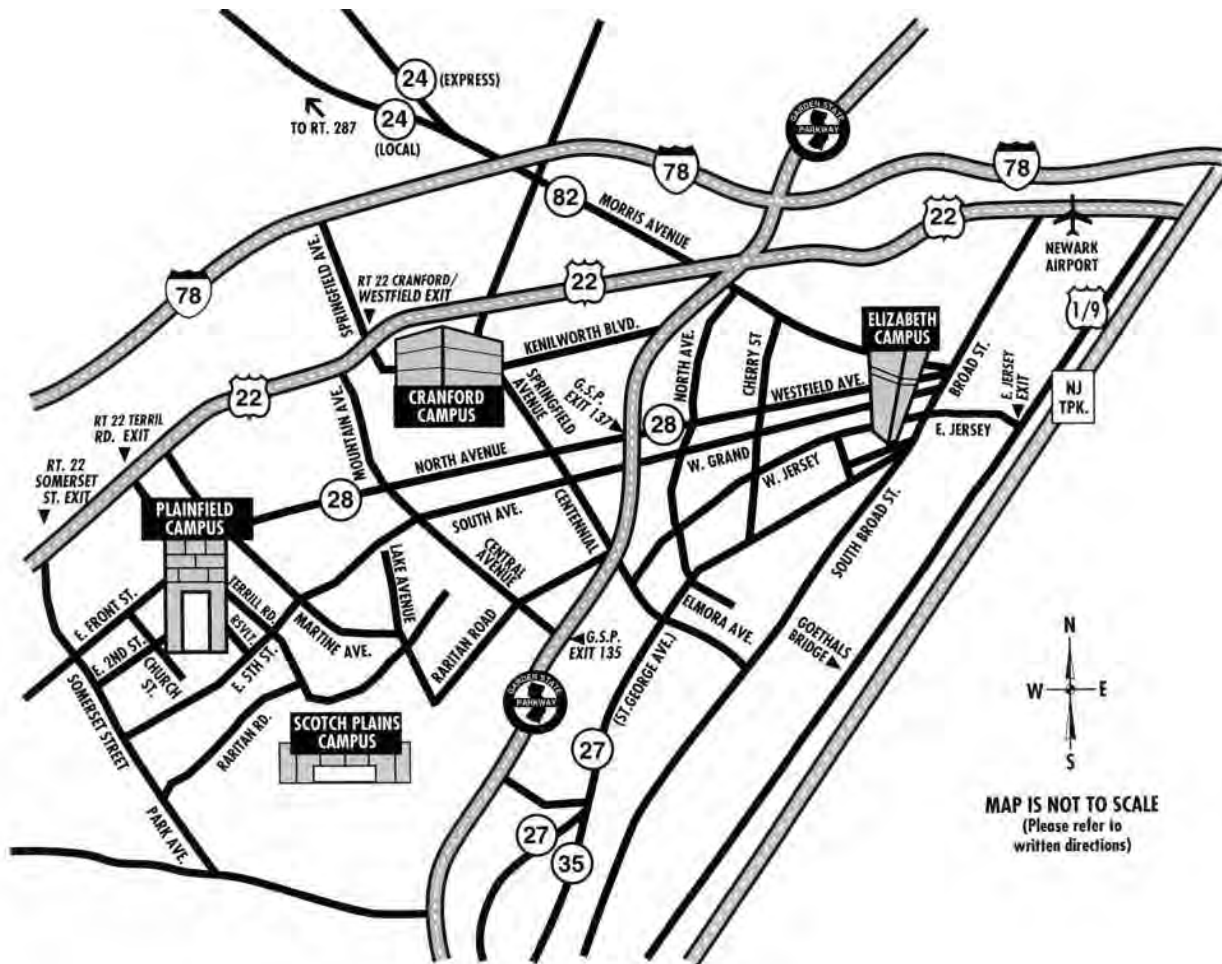 24
(EXPRESS)
TO RT. 287
24
(LOCAL)
GARDEN STATE
PARKWAY
78
78
82
MORRIS AVENUE
22
NEWARK
AIRPORT
SPRINGFIELD AVE.
RT 22 CRANFORD/
WESTFIELD EXIT
22
78
1/9
KENILWORTH BLVD.
ELIZABETH
CAMPUS
NORTH AVE.
CHERRY ST
BROAD ST.
E. JERSEY
EXIT
NJ
TPK.
22
CRANFORD
CAMPUS
SPRINGFIELD
AVENUE
G.S.P.
EXIT 137
WESTFIELD AVE.
RT 22 TERRIL
RD. EXIT
MOUNTAIN AVE.
28
E. JERSEY
RT. 22
SOMERSET
ST. EXIT
NORTH AVENUE
W. GRAND
W. JERSEY
28
PLAINFIELD
CAMPUS
SOUTH AVE.
CENTENNIAL
SOUTH BROAD ST.
LAKE AVENUE
CENTRAL
AVENUE
E. FRONT ST.
TERRILL RD.
RSVLT.
MARTINE AVE.
RARITAN ROAD
ELMORA AVE.
G.S.P.
EXIT 135
GOETHALS
BRIDGE
E. 2ND ST.
CHURCH
ST.
E. 5TH ST.
(ST.GEORGE AVE.)
N
W
E
S
GARDEN STATE
PARKWAY
SOMERSET STREET
RARITAN RD.
SCOTCH PLAINS
CAMPUS
27
PARK AVE.
27
35
MAP IS NOT TO SCALE
(Please refer to
written directions)